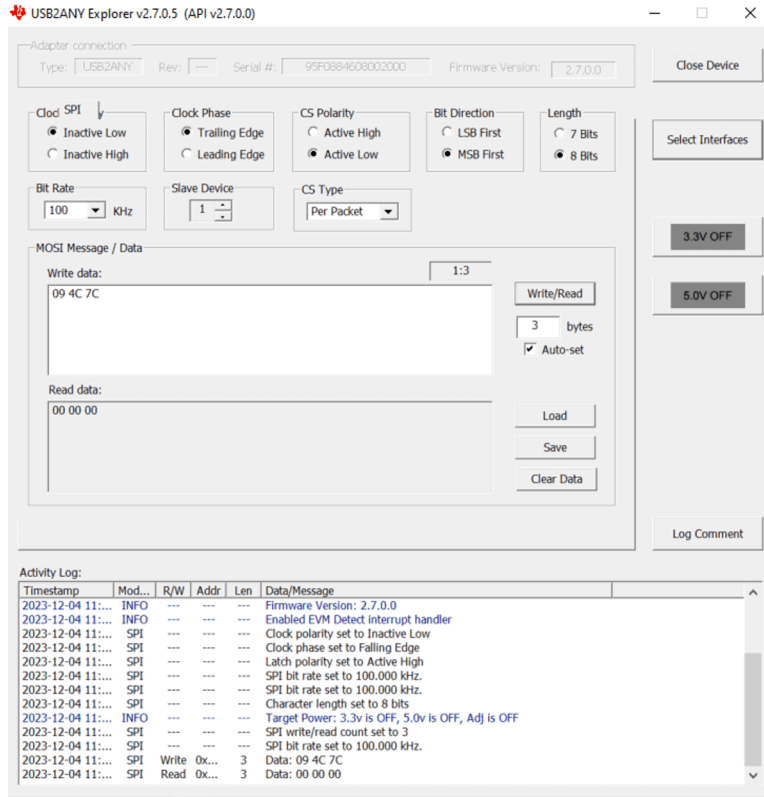 USB2ANY Explorer v2.7.0.5 (API v2.7.0.0)
Adapter connection
Type: USB2ANY Rev: --- Serial #: 95F0884608002000 Firmware Version: 2.7.0.0
Close Device
Select Interfaces
3.3V OFF
5.0V OFF
Log Comment
SPI
Cloc y
Inactive Low
Inactive High
Clock Phase
Trailing Edge
Leading Edge
CS Polarity
Active High
Active Low
Bit Direction
LSB First
MSB First
Length
7 Bits
8 Bits
Bit Rate
100 KHz
Slave Device
1
CS Type
Per Packet
MOSI Message / Data
Write data: 1:3
09 4C 7C
Write/Read
3 bytes
Auto-set
Read data:
00 00 00
Load
Save
Clear Data
Activity Log:
Timestamp Mod... R/W Addr Len Data/Message
2023-12-04 11:... INFO --- --- --- Firmware Version: 2.7.0.0
2023-12-04 11:... INFO --- --- --- Enabled EVM Detect interrupt handler
2023-12-04 11:... SPI --- --- --- Clock polarity set to Inactive Low
2023-12-04 11:... SPI --- --- --- Clock phase set to Falling Edge
2023-12-04 11:... SPI --- --- --- Latch polarity set to Active High
2023-12-04 11:... SPI --- --- --- SPI bit rate set to 100.000 kHz.
2023-12-04 11:... SPI --- --- --- SPI bit rate set to 100.000 kHz.
2023-12-04 11:... SPI --- --- --- Character length set to 8 bits
2023-12-04 11:... INFO --- --- --- Target Power: 3.3v is OFF, 5.0v is OFF, Adj is OFF
2023-12-04 11:... SPI --- --- --- SPI write/read count set to 3
2023-12-04 11:... SPI --- --- --- SPI bit rate set to 100.000 kHz.
2023-12-04 11:... SPI Write 0x... 3 Data: 09 4C 7C
2023-12-04 11:... SPI Read 0x... 3 Data: 00 00 00